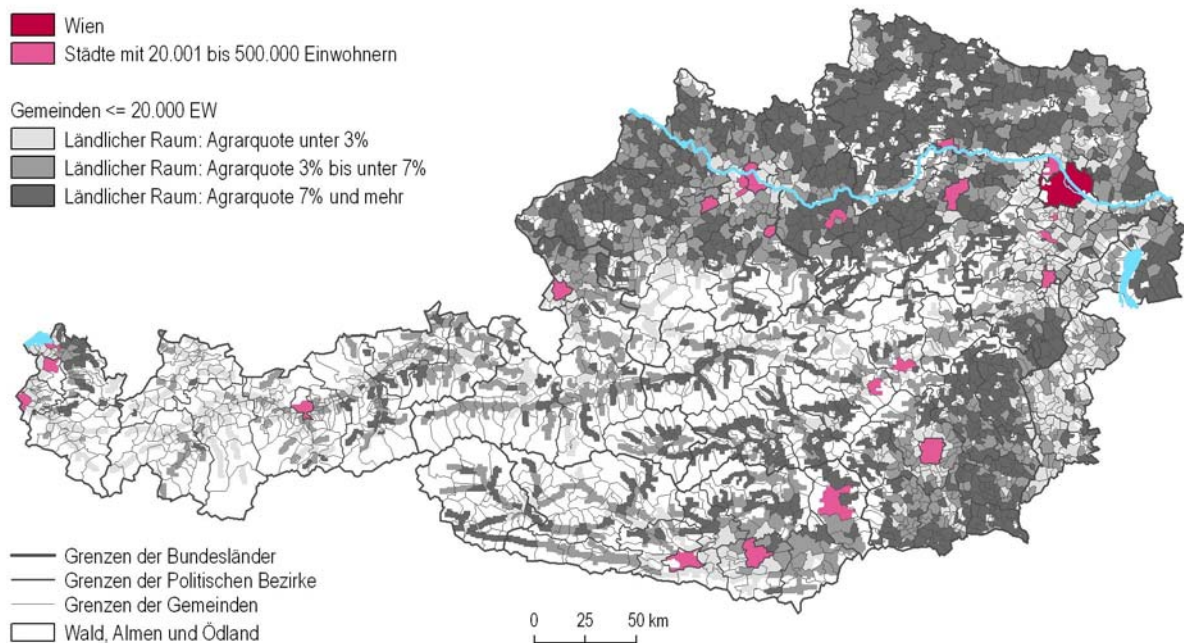 Wien
Städte mit 20.001 bis 500.000 Einwohnern
Gemeinden <= 20.000 EW
Ländlicher Raum: Agrarquote unter 3%
Ländlicher Raum: Agrarquote 3% bis unter 7%
Ländlicher Raum: Agrarquote 7% und mehr
Grenzen der Bundesländer
Grenzen der Politischen Bezirke
Grenzen der Gemeinden
Wald, Almen und Ödland
0 25 50 km